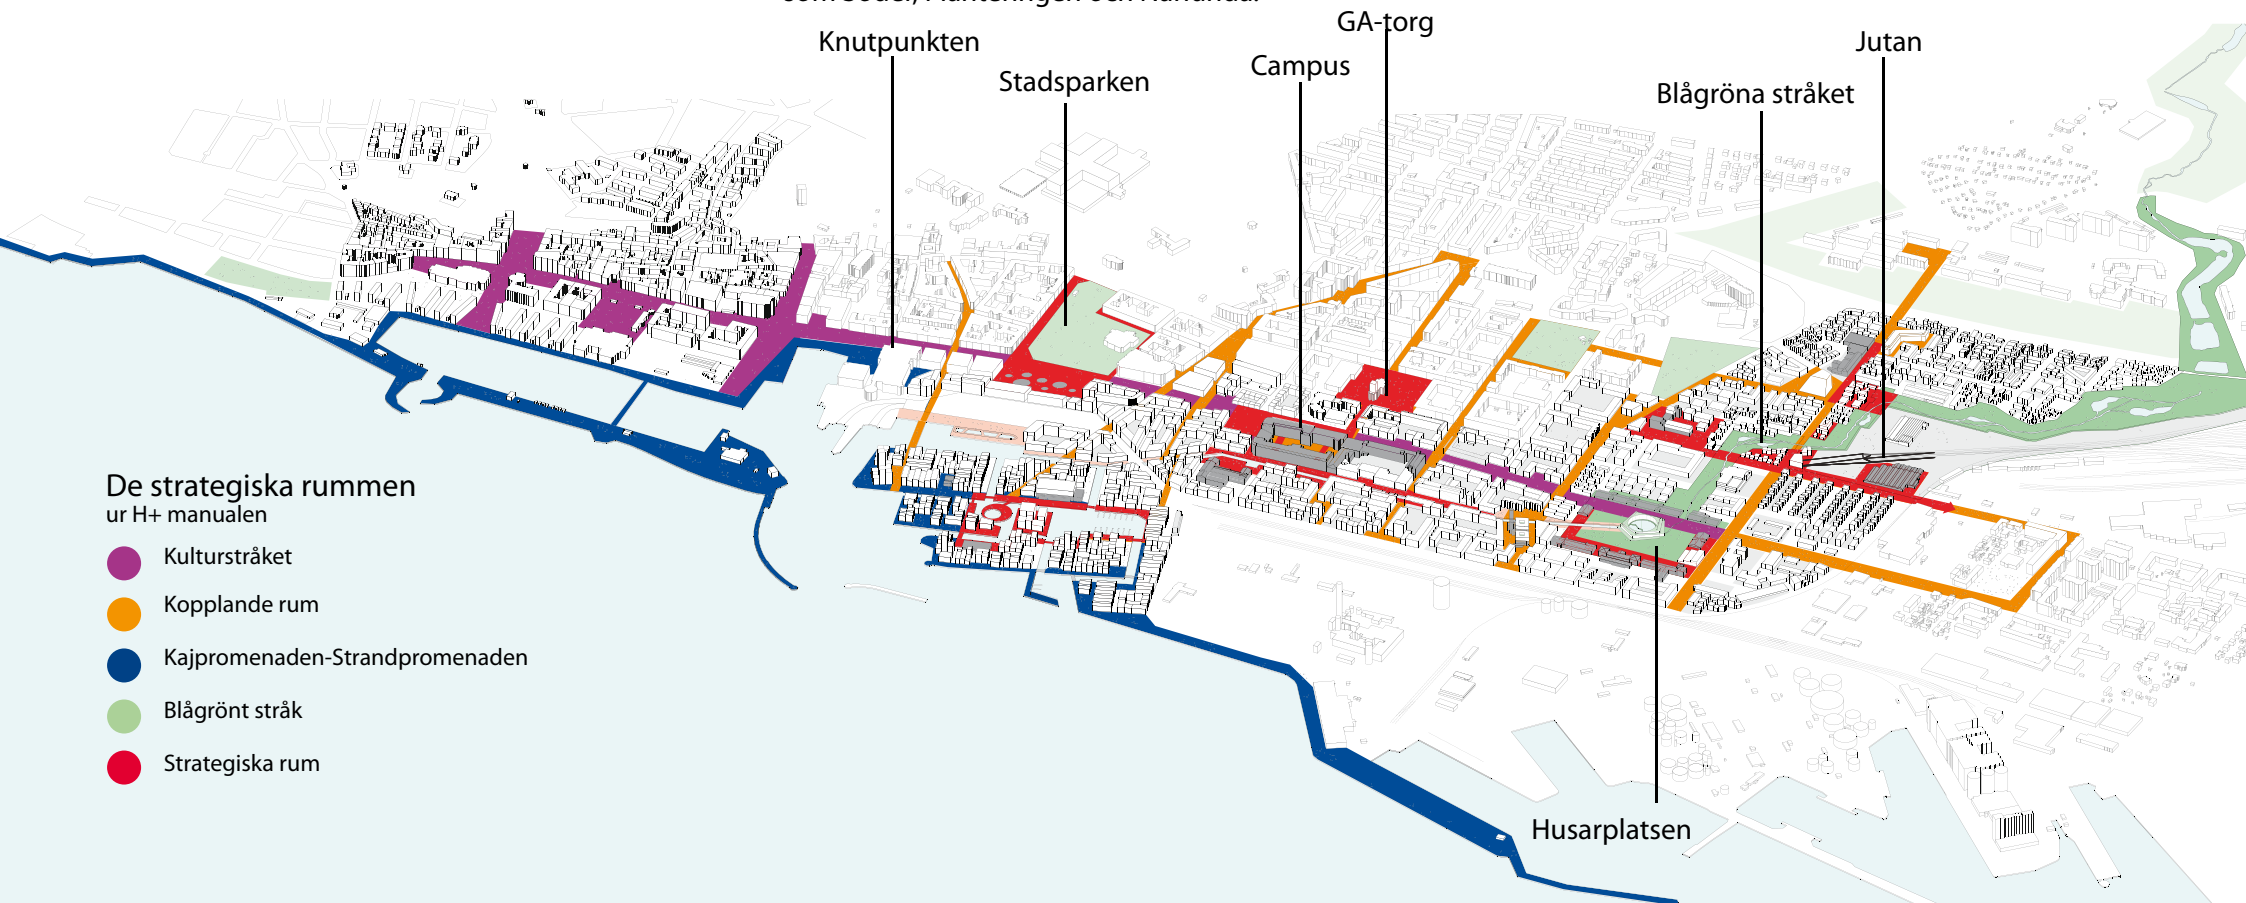 GA-torg
Knutpunkten
Jutan
Campus
Stadsparken
Blågröna stråket
De strategiska rummen
ur H+ manualen
Kulturstråket
Kopplande rum
Kajpromenaden-Strandpromenaden
Blågrönt stråk
Strategiska rum
Husarplatsen